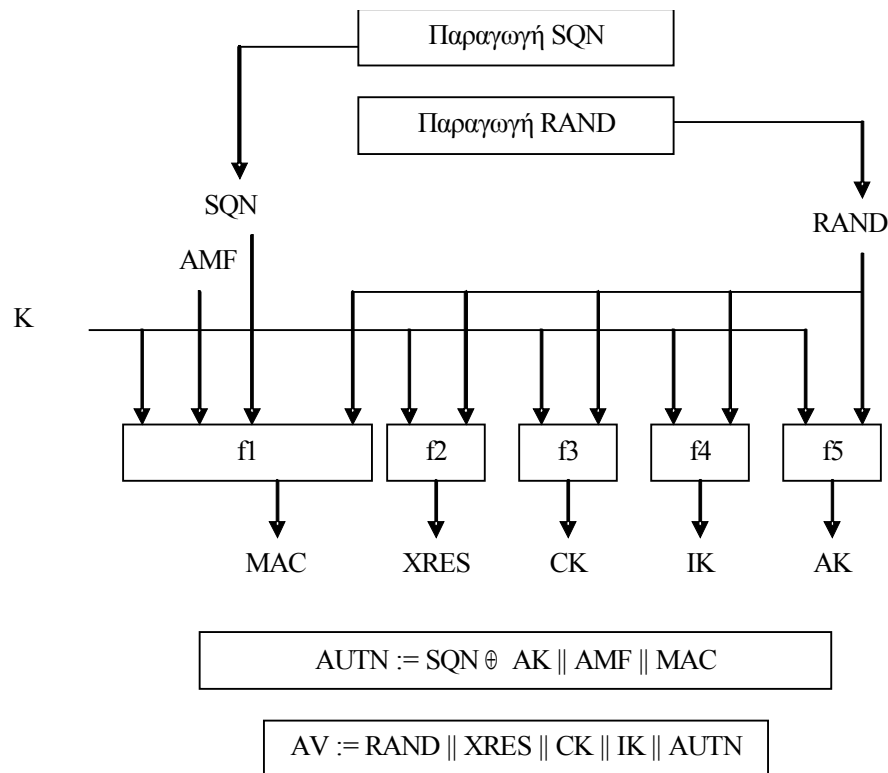 Παραγωγή SQN
Παραγωγή RAND
SQN
RAND
AMF
K
f1 f2 f3 f4 f5
MAC XRES CK IK AK
AUTN := SQN ⊕ AK || AMF || MAC
AV := RAND || XRES || CK || IK || AUTN